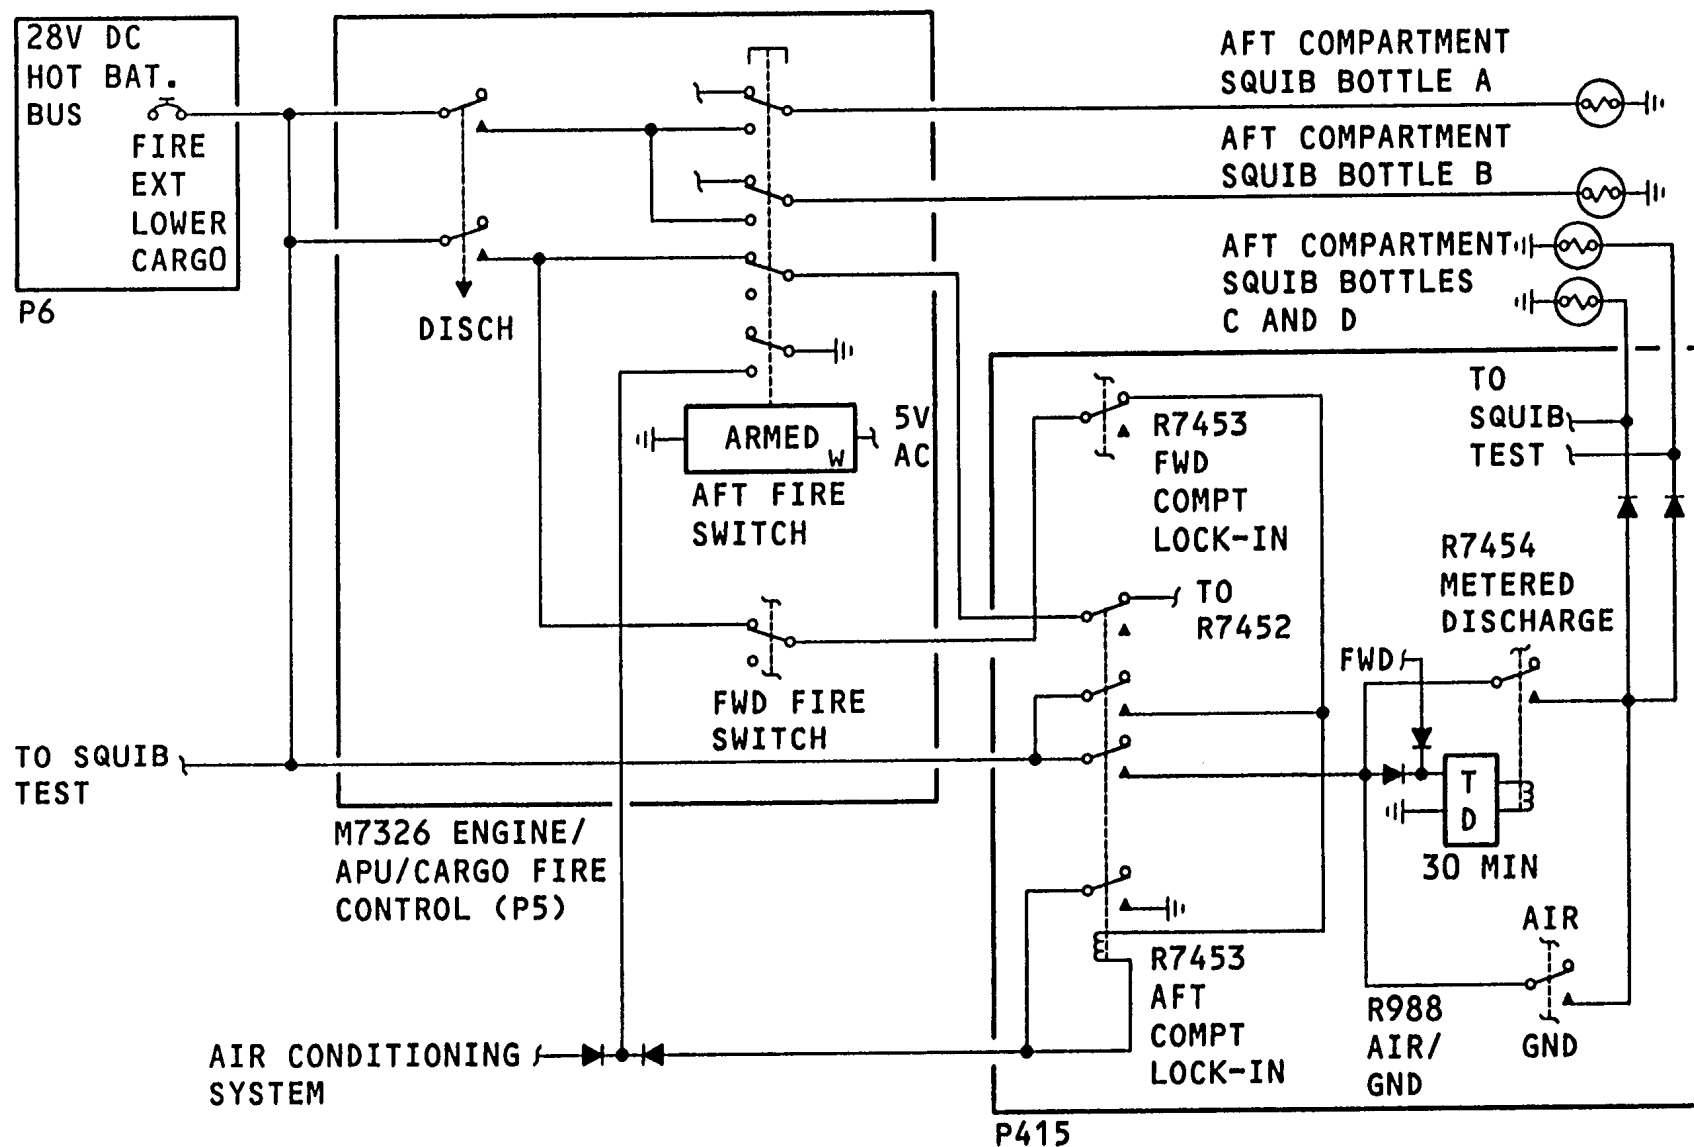 28V DC
HOT BAT.
BUS
FIRE
EXT
LOWER
CARGO
P6
DISCH
ARMED
W
5V
AC
AFT FIRE
SWITCH
FWD FIRE
SWITCH
TO SQUIB
TEST
M7326 ENGINE/
APU/CARGO FIRE
CONTROL (P5)
AIR CONDITIONING
SYSTEM
AFT COMPARTMENT
SQUIB BOTTLE A
AFT COMPARTMENT
SQUIB BOTTLE B
AFT COMPARTMENT
SQUIB BOTTLES
C AND D
TO
SQUIB
TEST
R7453
FWD
COMPT
LOCK-IN
TO
R7452
R7454
METERED
DISCHARGE
FWD
T
D
30 MIN
R7453
AFT
COMPT
LOCK-IN
AIR
R988
AIR/
GND
GND
P415